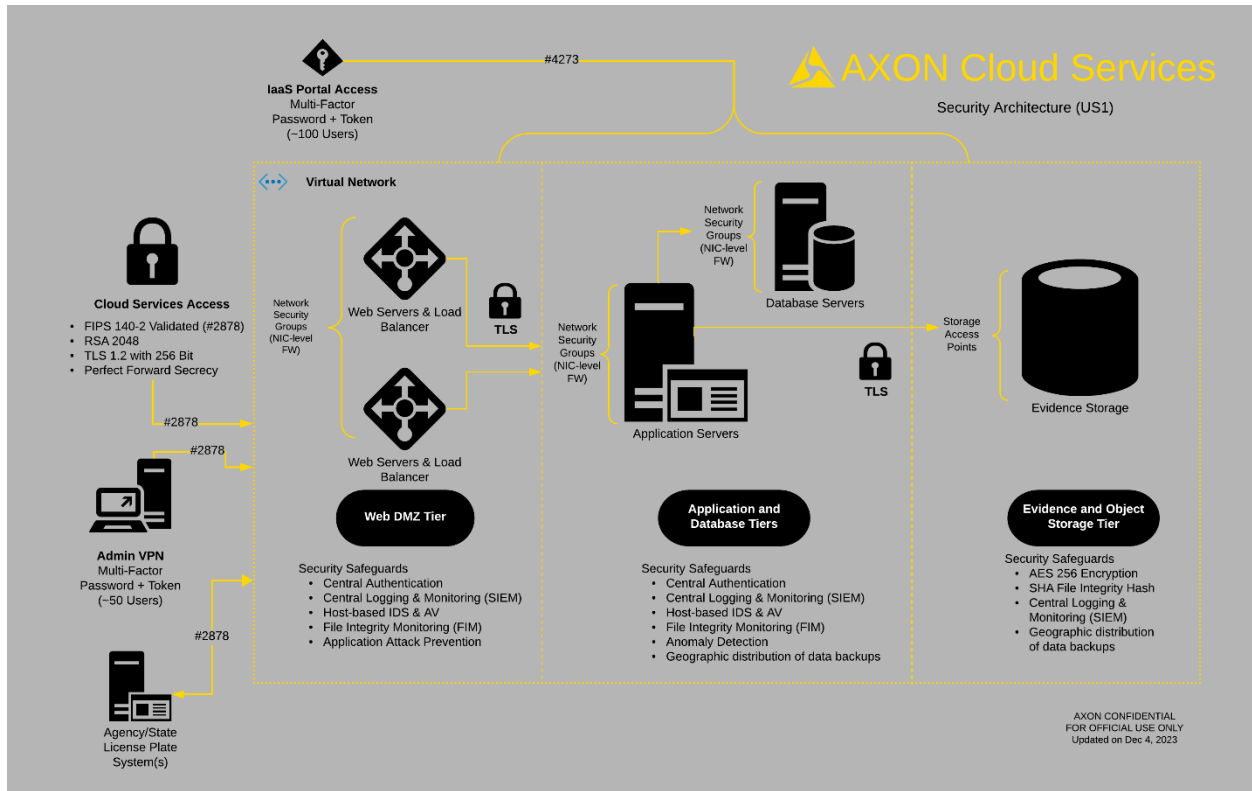 #4273
AXON Cloud Services
Security Architecture (US1)
IaaS Portal Access
Multi-Factor
Password + Token
(~100 Users)
Virtual Network
Cloud Services Access
• FIPS 140-2 Validated (#2878)
• RSA 2048
• TLS 1.2 with 256 Bit
• Perfect Forward Secrecy
#2878
#2878
Admin VPN
Multi-Factor
Password + Token
(~50 Users)
#2878
Agency/State
License Plate
System(s)
Network
Security
Groups
(NIC-level
FW)
Web Servers & Load
Balancer
Web Servers & Load
Balancer
TLS
Web DMZ Tier
Security Safeguards
• Central Authentication
• Central Logging & Monitoring (SIEM)
• Host-based IDS & AV
• File Integrity Monitoring (FIM)
• Application Attack Prevention
Network
Security
Groups
(NIC-level
FW)
Application Servers
Network
Security
Groups
(NIC-level
FW)
Database Servers
TLS
Application and
Database Tiers
Security Safeguards
• Central Authentication
• Central Logging & Monitoring (SIEM)
• Host-based IDS & AV
• File Integrity Monitoring (FIM)
• Anomaly Detection
• Geographic distribution of data backups
Storage
Access
Points
Evidence Storage
Evidence and Object
Storage Tier
Security Safeguards
• AES 256 Encryption
• SHA File Integrity Hash
• Central Logging &
Monitoring (SIEM)
• Geographic distribution
of data backups
AXON CONFIDENTIAL
FOR OFFICIAL USE ONLY
Updated on Dec 4, 2023